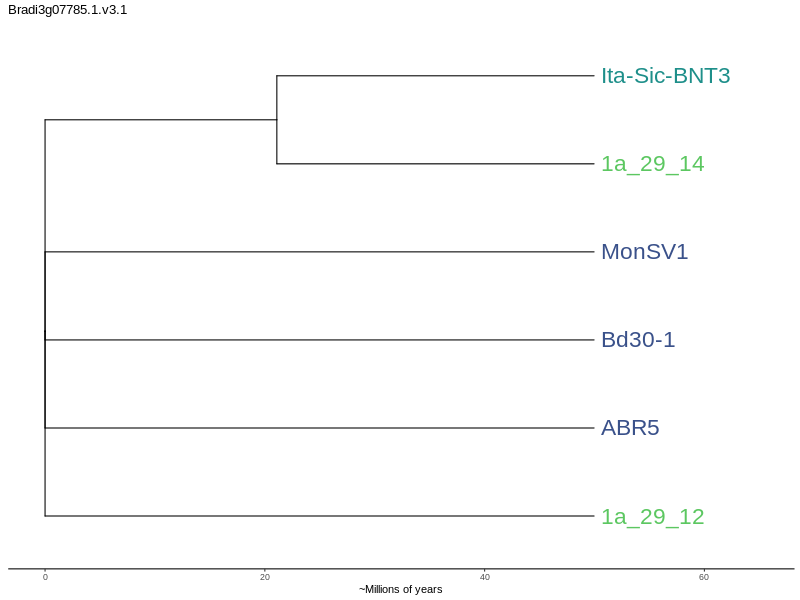 Bradi3g07785.1.v3.1
Ita-Sic-BNT3
1a_29_14
MonSV1
Bd30-1
ABR5
1a_29_12
0 20 40 60
~Millions of years